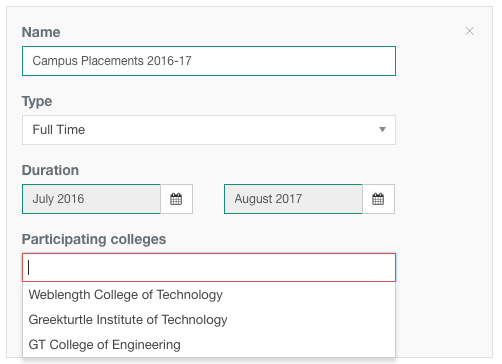 Name
Campus Placements 2016-17
Type
Full Time
Duration
July 2016
August 2017
Participating colleges
Weblength College of Technology
Greekturtle Institute of Technology
GT College of Engineering